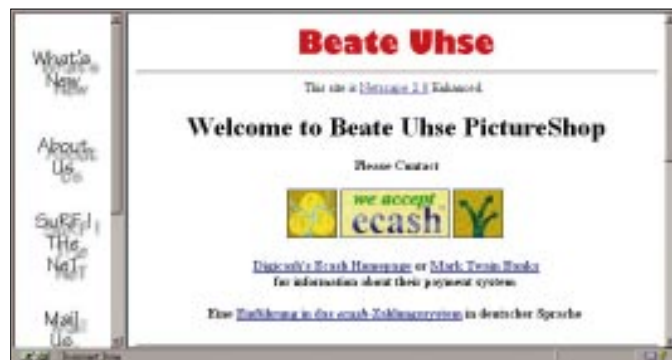 What's
New
About
Us
SuRF
THe
NeT
Mail
Us
Beate Uhse
This site is Netscape 2.0 Enhanced.
Welcome to Beate Uhse PictureShop
Please Contact
we accept
ecash
Digicash's Ecash Homepage or Mark Twain Banks
for information about their payment system
Eine Einführung in das ecash-Zahlungssystem in deutscher Sprache